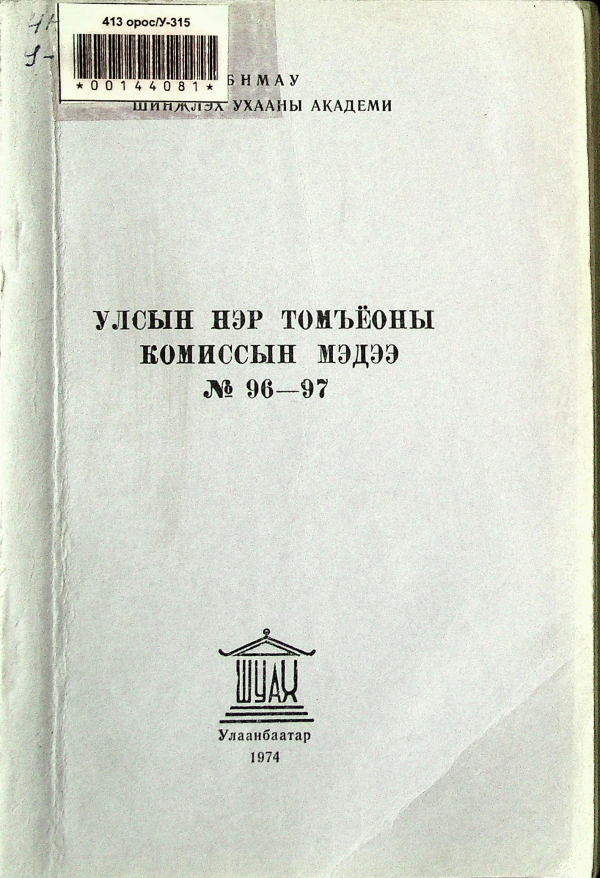 413 орос/У-315
*00144081*
БНМАУ
ШИНЖЛЭХ УХААНЫ АКАДЕМИ
УЛСЫН НЭР ТОМЪЁОНЫ
КОМИССЫН МЭДЭЭ
№ 96—97
ШУАХ
Улаанбаатар
1974